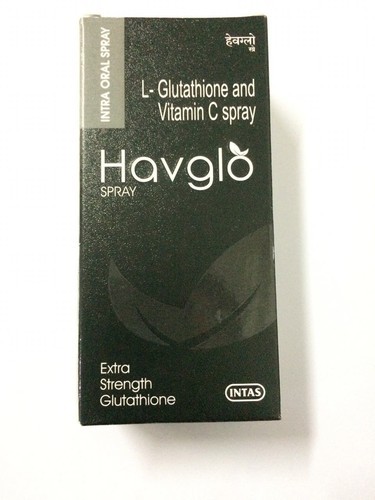 INTRA ORAL SPRAY
हेवग्लो
L- Glutathione and
Vitamin C spray
Havglo
SPRAY
Extra
Strength
Glutathione
INTAS